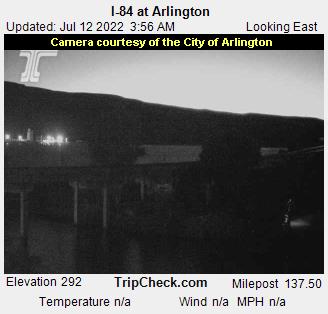 I-84 at Arlington
Updated: Jul 12 2022 3:56 AM Looking East
Camera courtesy of the City of Arlington
Elevation 292 TripCheck.com Milepost 137.50
Temperature n/a Wind n/a MPH n/a